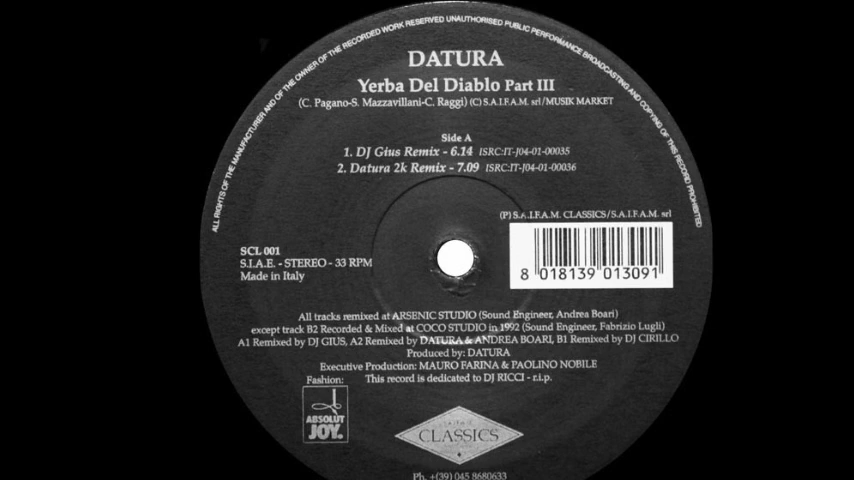 ALL RIGHTS OF THE MANUFACTURER AND OF THE OWNER OF THE RECORDED WORK RESERVED UNAUTHORISED PUBLIC PERFORMANCE BROADCASTING AND COPYING OF THIS RECORD PROHIBITED
DATURA
Yerba Del Diablo Part III
(C. Pagano-S. Mazzavillani-C. Raggi) (C) S.A.I.F.A.M. srl/MUSIK MARKET
Side A
1. DJ Gius Remix - 6.14 ISRC:IT-J04-01-00035
2. Datura 2k Remix - 7.09 ISRC:IT-J04-01-00036
(P) S.A.I.F.A.M. CLASSICS/S.A.I.F.A.M. srl
SCL 001
S.I.A.E. - STEREO - 33 RPM
Made in Italy
8 018139 013091
All tracks remixed at ARSENIC STUDIO (Sound Engineer, Andrea Boari)
except track B2 Recorded & Mixed at COCO STUDIO in 1992 (Sound Engineer, Fabrizio Lugli)
A1 Remixed by DJ GIUS, A2 Remixed by DATURA & ANDREA BOARI, B1 Remixed by DJ CIRILLO
Produced by: DATURA
Executive Production: MAURO FARINA & PAOLINO NOBILE
Fashion: This record is dedicated to DJ RICCI - r.i.p.
ABSOLUT
JOY.
SAIFAM
CLASSICS
Ph. +(39) 045 8680633